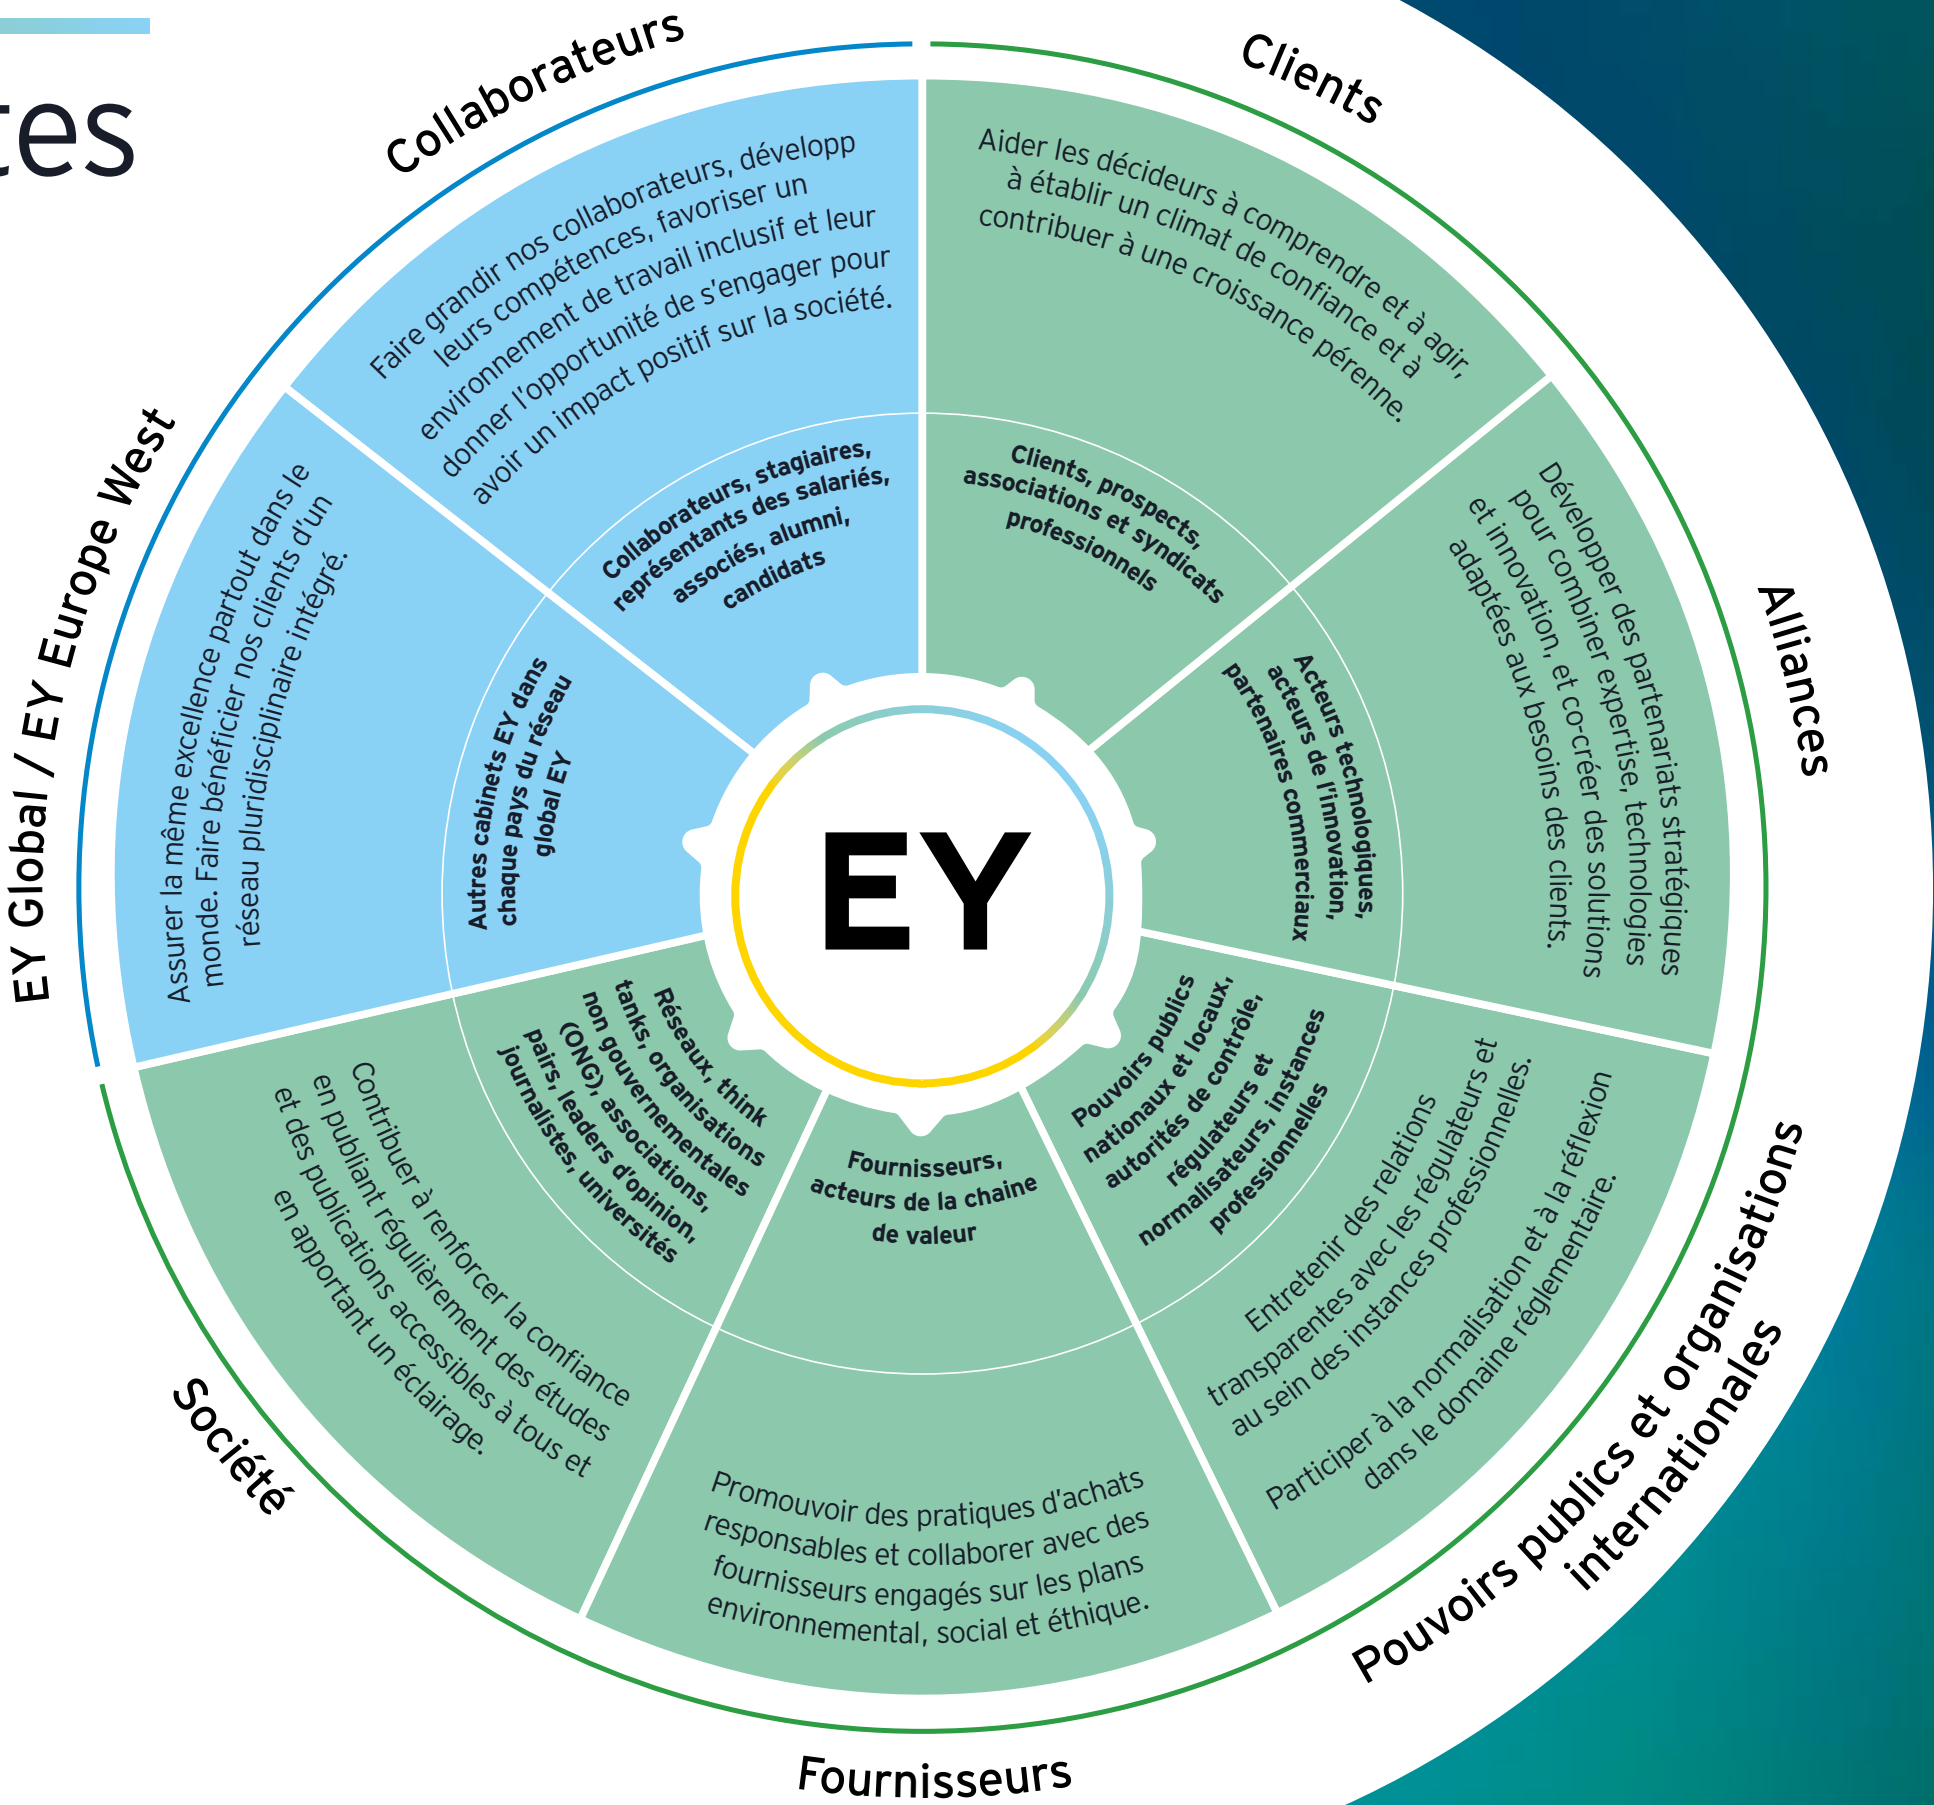 tes
Collaborateurs
Faire grandir nos collaborateurs, développ
leurs compétences, favoriser un
environnement de travail inclusif et leur
donner l'opportunité de s'engager pour
avoir un impact positif sur la société.
Collaborateurs, stagiaires,
représentants des salariés,
associés, alumni,
candidats
Clients
Aider les décideurs à comprendre et à agir,
à établir un climat de confiance et à
contribuer à une croissance pérenne.
Clients, prospects,
associations et syndicats
professionnels
Alliances
Développer des partenariats stratégiques
pour combiner expertise, technologies
et innovation, et co-créer des solutions
adaptées aux besoins des clients.
Acteurs technologiques,
acteurs de l'innovation,
partenaires commerciaux
Pouvoirs publics et organisations
internationales
Pouvoirs publics
nationaux et locaux,
autorités de contrôle,
régulateurs et
normalisateurs, instances
professionnelles
Entretenir des relations
transparentes avec les régulateurs et
au sein des instances professionnelles.
Participer à la normalisation et à la réflexion
dans le domaine réglementaire.
Fournisseurs
Fournisseurs,
acteurs de la chaine
de valeur
Promouvoir des pratiques d'achats
responsables et collaborer avec des
fournisseurs engagés sur les plans
environnemental, social et éthique.
Société
Réseaux, think
tanks, organisations
non gouvernementales
(ONG), associations,
pairs, leaders d'opinion,
journalistes, universités
Contribuer à renforcer la confiance
en publiant régulièrement des études
et des publications accessibles à tous et
en apportant un éclairage.
EY Global / EY Europe West
Assurer la même excellence partout dans le
monde. Faire bénéficier nos clients d'un
réseau pluridisciplinaire intégré.
Autres cabinets EY dans
chaque pays du réseau
global EY
EY